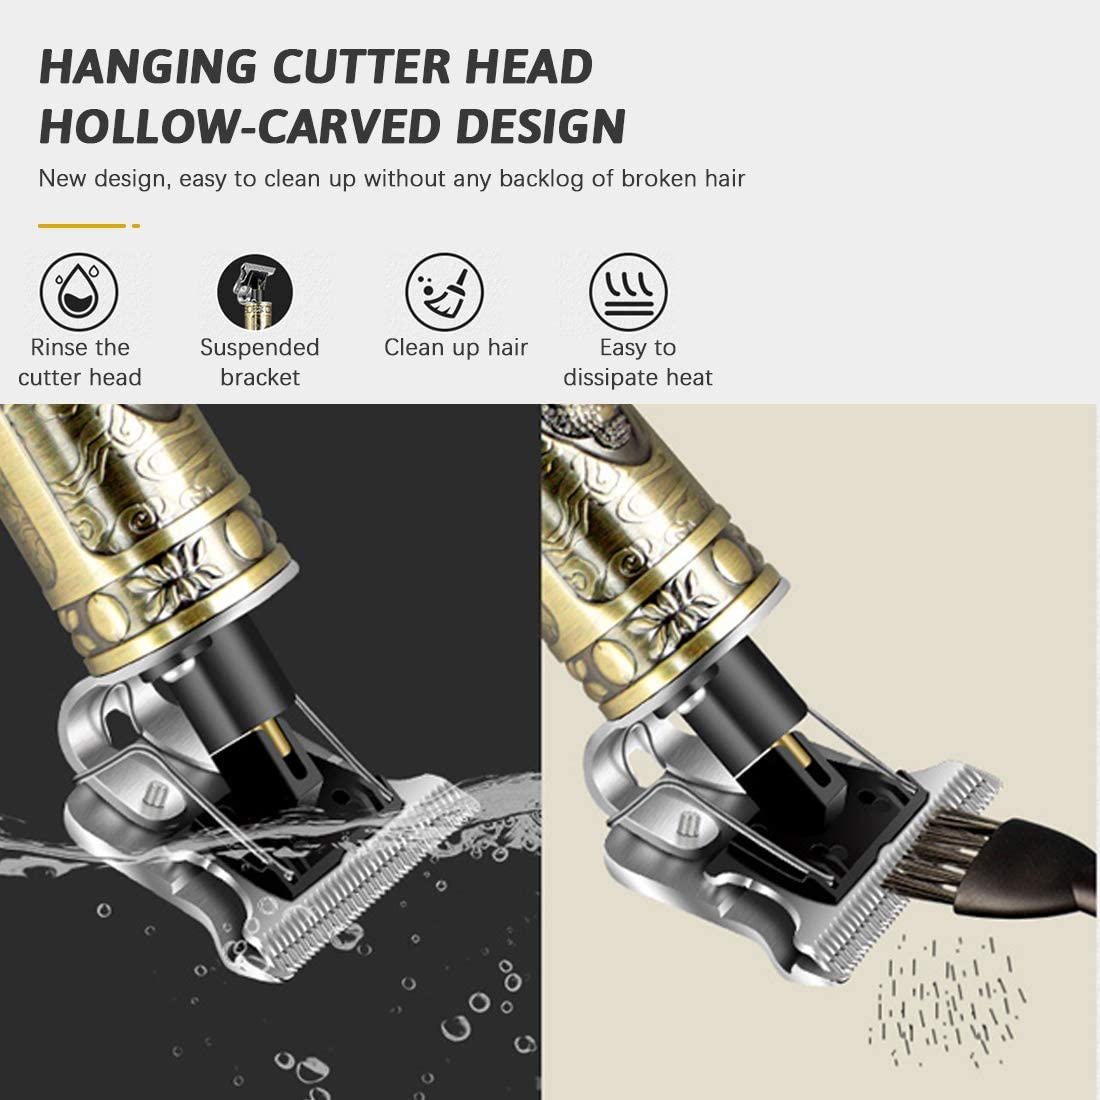 HANGING CUTTER HEAD
HOLLOW-CARVED DESIGN
New design, easy to clean up without any backlog of broken hair
Rinse the
cutter head
Suspended
bracket
Clean up hair
Easy to
dissipate heat